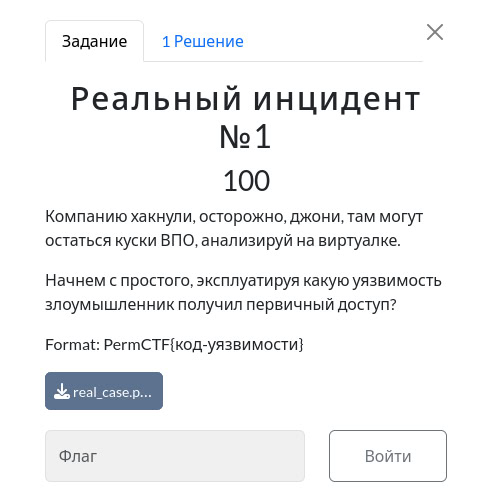 Задание
1 Решение
Реальный инцидент
№1
100
Компанию хакнули, осторожно, джони, там могут
остаться куски ВПО, анализируй на виртуалке.
Начнем с простого, эксплуатируя какую уязвимость
злоумышленник получил первичный доступ?
Format: PermCTF{код-уязвимости}
real_case.p...
Флаг
Войти